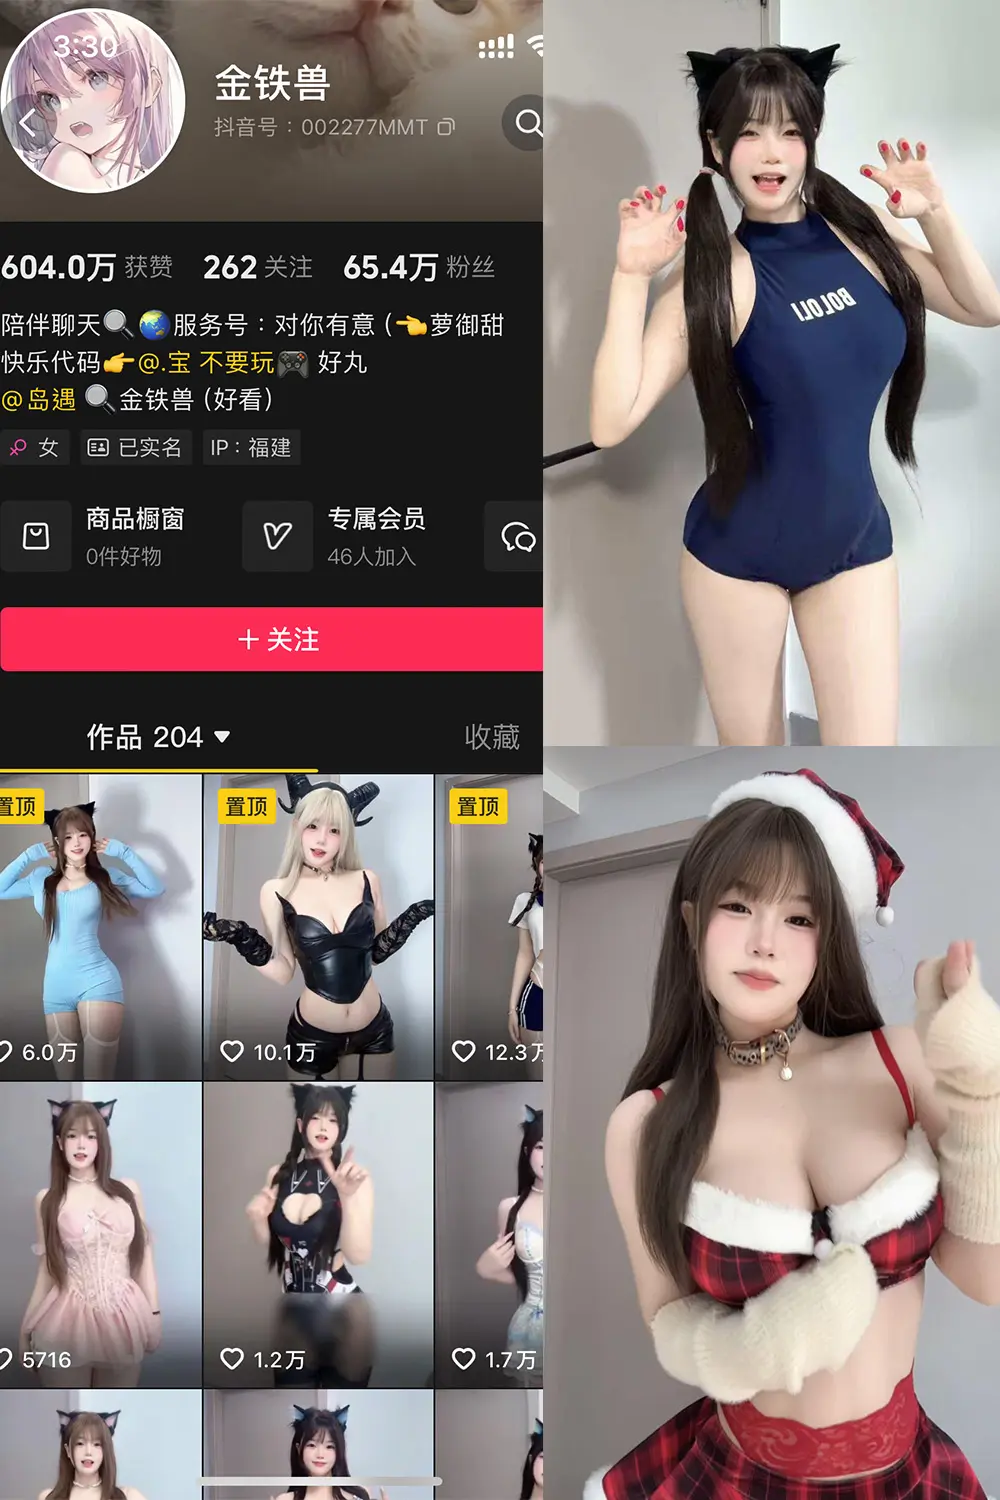 3:30
金铁兽
抖音号：002277MMT
604.0万 获赞 262 关注 65.4万 粉丝
陪伴聊天🔍🌏服务号：对你有意 (👈萝御甜
快乐代码👉@.宝 不要玩🎮 好丸
@岛遇 🔍金铁兽 (好看)
女 已实名 IP：福建
商品橱窗 专属会员
0件好物 46人加入
+ 关注
作品 204 收藏
置顶 置顶 置顶
6.0万 10.1万 12.3万
5716 1.2万 1.7万
BOLOLI